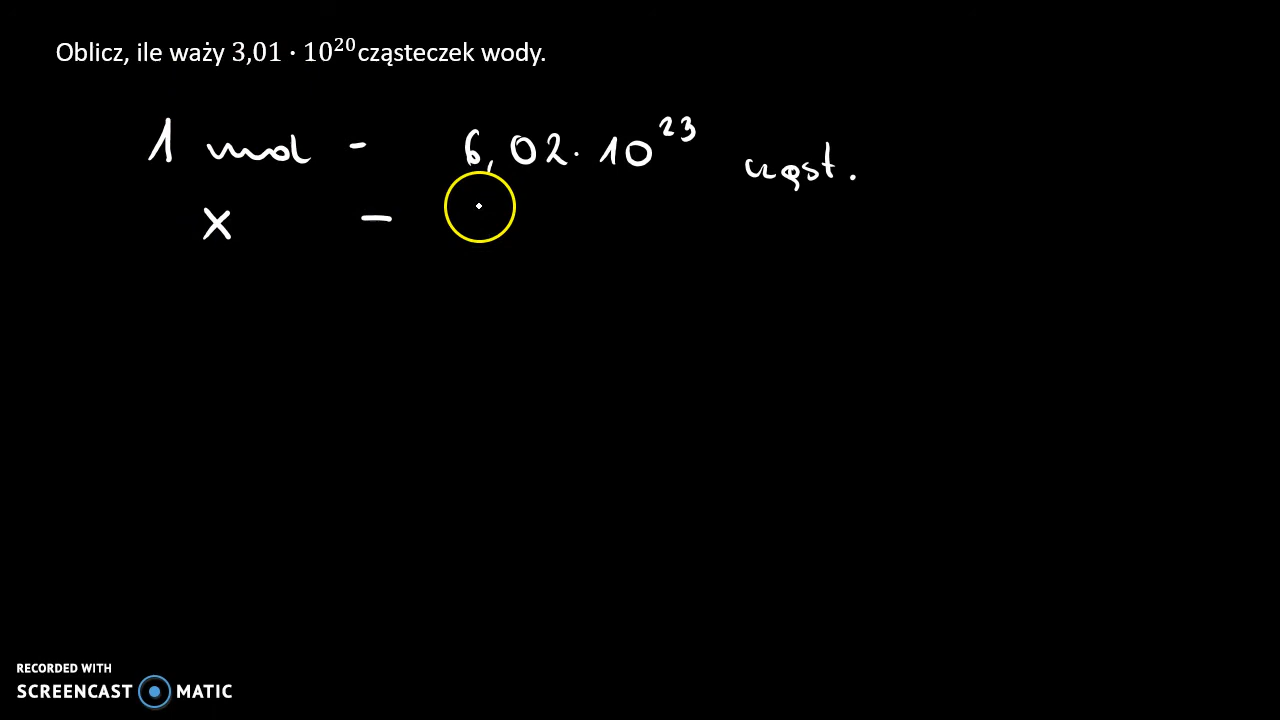 Oblicz, ile waży 3,01 · 10²⁰ cząsteczek wody.
1 mol - 6,02 · 10²³ cząst.
x -
RECORDED WITH
SCREENCAST MATIC